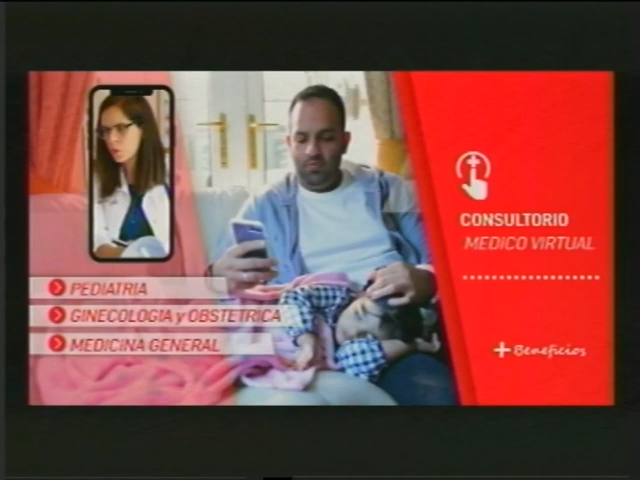 PEDIATRIA
GINECOLOGIA y OBSTETRICA
MEDICINA GENERAL
CONSULTORIO
MEDICO VIRTUAL
+ Beneficios